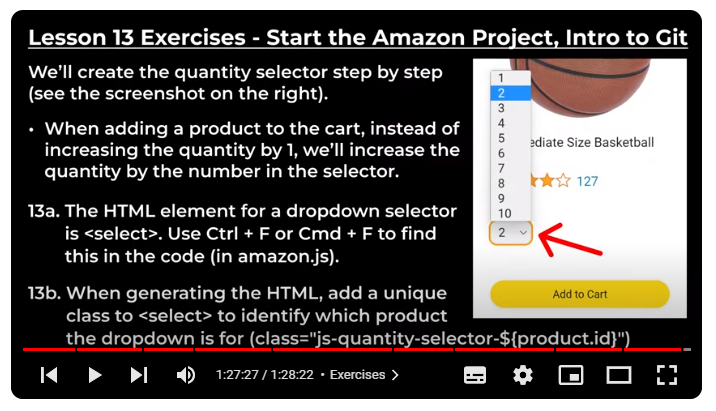 Lesson 13 Exercises - Start the Amazon Project, Intro to Git
We'll create the quantity selector step by step
(see the screenshot on the right).
• When adding a product to the cart, instead of
increasing the quantity by 1, we'll increase the
quantity by the number in the selector.
13a. The HTML element for a dropdown selector
is <select>. Use Ctrl + F or Cmd + F to find
this in the code (in amazon.js).
13b. When generating the HTML, add a unique
class to <select> to identify which product
the dropdown is for (class="js-quantity-selector-${product.id}")
1
2
3
4
5
6
7
8
9
10
ediate Size Basketball
127
2
Add to Cart
1:27:27 / 1:28:22 • Exercises >